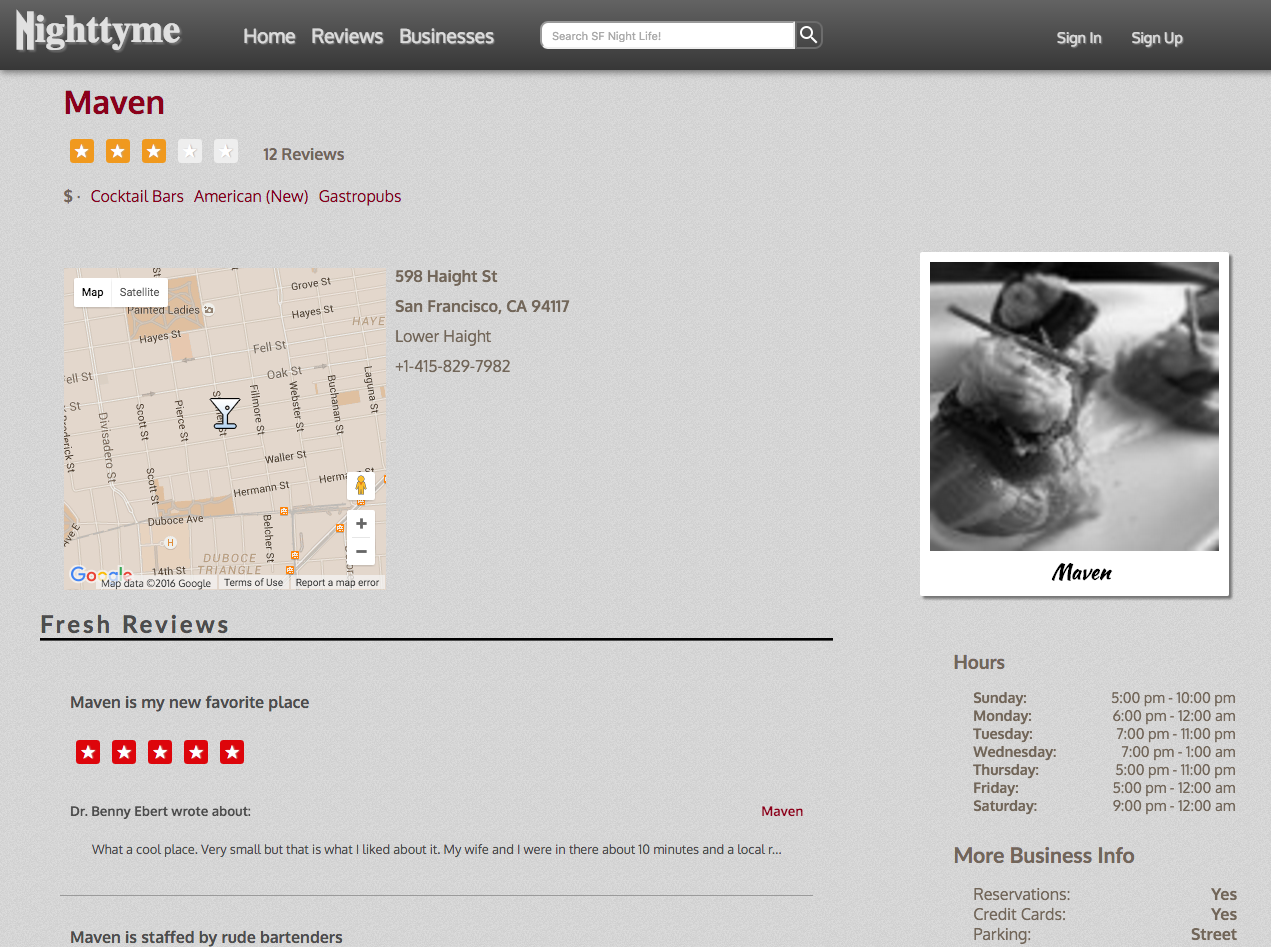 Nighttyme
Home Reviews Businesses
Search SF Night Life!
Sign In Sign Up
Maven
12 Reviews
$ · Cocktail Bars American (New) Gastropubs
Map Satellite
Painted Ladies
Grove St
Hayes St
HAYE
Hayes St
Fell St
Oak St
ell St
St
Divisadero St
Scott St
Pierce St
Fillmore St
Webster St
Buchanan St
Laguna St
Waller St
Scott St
Hermann St
Duboce Ave
Belcher St
H
DUBOCE
TRIANGLE
14th St
Ave E
Google
Map data ©2016 Google Terms of Use Report a map error
598 Haight St
San Francisco, CA 94117
Lower Haight
+1-415-829-7982
Maven
Fresh Reviews
Maven is my new favorite place
Dr. Benny Ebert wrote about: Maven
What a cool place. Very small but that is what I liked about it. My wife and I were in there about 10 minutes and a local r...
Maven is staffed by rude bartenders
Hours
Sunday: 5:00 pm - 10:00 pm
Monday: 6:00 pm - 12:00 am
Tuesday: 7:00 pm - 11:00 pm
Wednesday: 7:00 pm - 1:00 am
Thursday: 5:00 pm - 11:00 pm
Friday: 5:00 pm - 12:00 am
Saturday: 9:00 pm - 12:00 am
More Business Info
Reservations: Yes
Credit Cards: Yes
Parking: Street